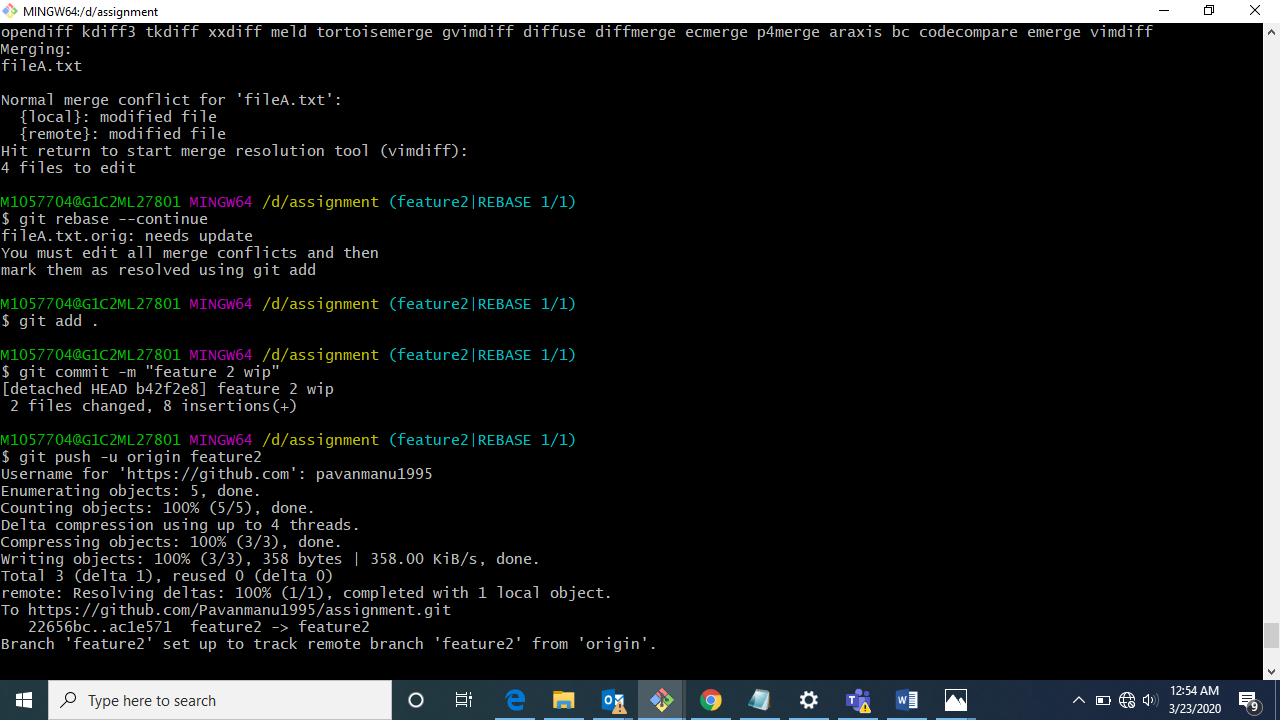 MINGW64:/d/assignment
opendiff kdiff3 tkdiff xxdiff meld tortoisemerge gvimdiff diffuse diffmerge ecmerge p4merge araxis bc codecompare emerge vimdiff
Merging:
fileA.txt
Normal merge conflict for 'fileA.txt':
  {local}: modified file
  {remote}: modified file
Hit return to start merge resolution tool (vimdiff):
4 files to edit
M1057704@G1C2ML27801 MINGW64 /d/assignment (feature2|REBASE 1/1)
$ git rebase --continue
fileA.txt.orig: needs update
You must edit all merge conflicts and then
mark them as resolved using git add
M1057704@G1C2ML27801 MINGW64 /d/assignment (feature2|REBASE 1/1)
$ git add .
M1057704@G1C2ML27801 MINGW64 /d/assignment (feature2|REBASE 1/1)
$ git commit -m "feature 2 wip"
[detached HEAD b42f2e8] feature 2 wip
 2 files changed, 8 insertions(+)
M1057704@G1C2ML27801 MINGW64 /d/assignment (feature2|REBASE 1/1)
$ git push -u origin feature2
Username for 'https://github.com': pavanmanu1995
Enumerating objects: 5, done.
Counting objects: 100% (5/5), done.
Delta compression using up to 4 threads.
Compressing objects: 100% (3/3), done.
Writing objects: 100% (3/3), 358 bytes | 358.00 KiB/s, done.
Total 3 (delta 1), reused 0 (delta 0)
remote: Resolving deltas: 100% (1/1), completed with 1 local object.
To https://github.com/Pavanmanu1995/assignment.git
   22656bc..ac1e571  feature2 -> feature2
Branch 'feature2' set up to track remote branch 'feature2' from 'origin'.
Type here to search
12:54 AM
3/23/2020
9